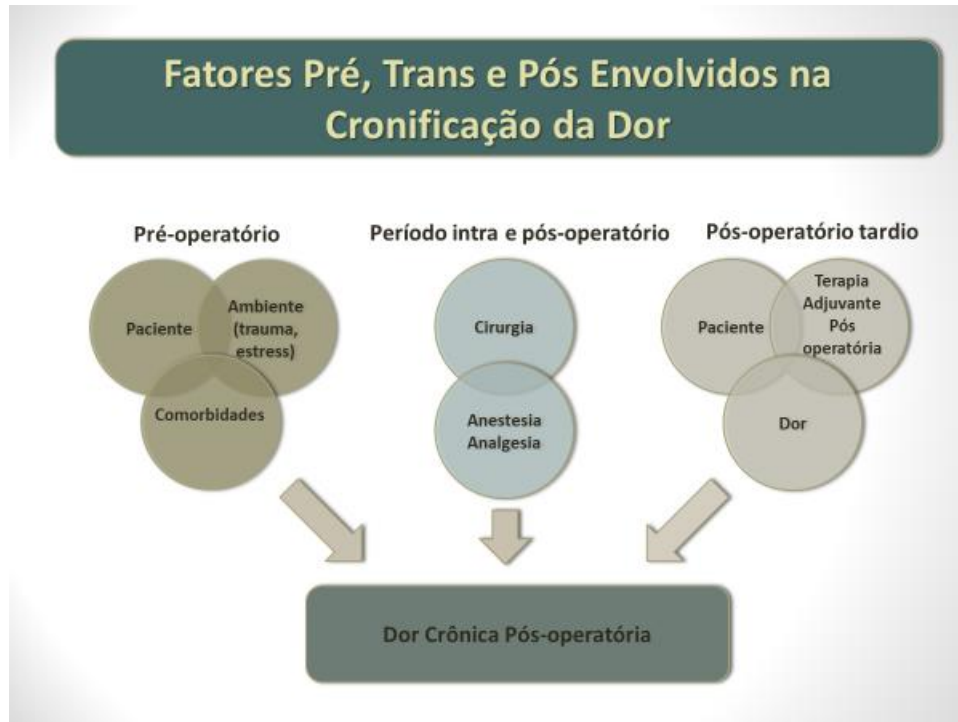 Fatores Pré, Trans e Pós Envolvidos na
Cronificação da Dor
Pré-operatório
Paciente
Ambiente
(trauma,
estress)
Comorbidades
Período intra e pós-operatório
Cirurgia
Anestesia
Analgesia
Pós-operatório tardio
Paciente
Terapia
Adjuvante
Pós
operatória
Dor
Dor Crônica Pós-operatória